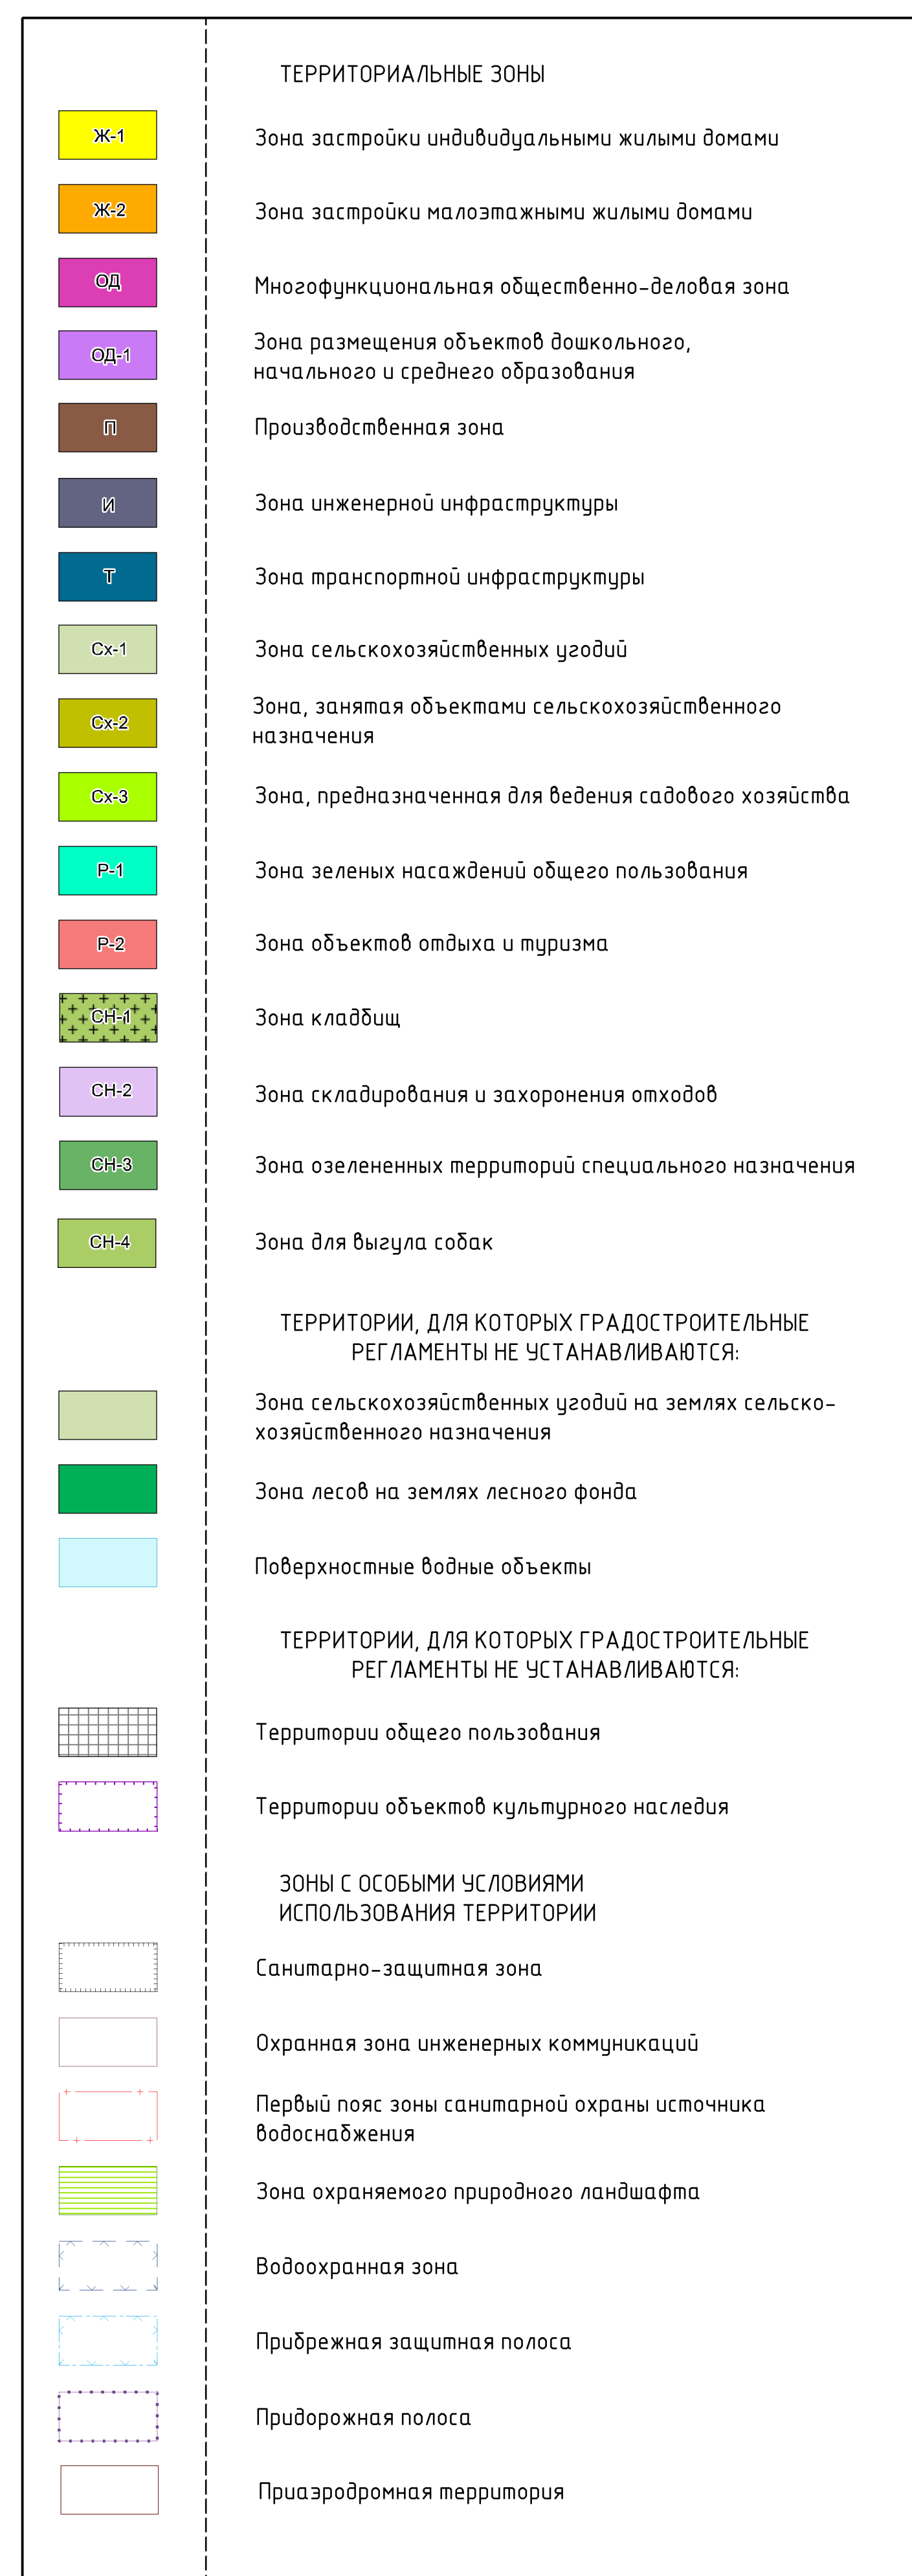 ТЕРРИТОРИАЛЬНЫЕ ЗОНЫ
Ж-1 Зона застройки индивидуальными жилыми домами
Ж-2 Зона застройки малоэтажными жилыми домами
ОД Многофункциональная общественно-деловая зона
ОД-1 Зона размещения объектов дошкольного,
начального и среднего образования
П Производственная зона
И Зона инженерной инфраструктуры
Т Зона транспортной инфраструктуры
Сх-1 Зона сельскохозяйственных угодий
Сх-2 Зона, занятая объектами сельскохозяйственного
назначения
Сх-3 Зона, предназначенная для ведения садового хозяйства
Р-1 Зона зеленых насаждений общего пользования
Р-2 Зона объектов отдыха и туризма
СН-1 Зона кладбищ
СН-2 Зона складирования и захоронения отходов
СН-3 Зона озелененных территорий специального назначения
СН-4 Зона для выгула собак
ТЕРРИТОРИИ, ДЛЯ КОТОРЫХ ГРАДОСТРОИТЕЛЬНЫЕ
РЕГЛАМЕНТЫ НЕ УСТАНАВЛИВАЮТСЯ:
Зона сельскохозяйственных угодий на землях сельско-
хозяйственного назначения
Зона лесов на землях лесного фонда
Поверхностные водные объекты
ТЕРРИТОРИИ, ДЛЯ КОТОРЫХ ГРАДОСТРОИТЕЛЬНЫЕ
РЕГЛАМЕНТЫ НЕ УСТАНАВЛИВАЮТСЯ:
Территории общего пользования
Территории объектов культурного наследия
ЗОНЫ С ОСОБЫМИ УСЛОВИЯМИ
ИСПОЛЬЗОВАНИЯ ТЕРРИТОРИИ
Санитарно-защитная зона
Охранная зона инженерных коммуникаций
Первый пояс зоны санитарной охраны источника
водоснабжения
Зона охраняемого природного ландшафта
Водоохранная зона
Прибрежная защитная полоса
Придорожная полоса
Приаэродромная территория